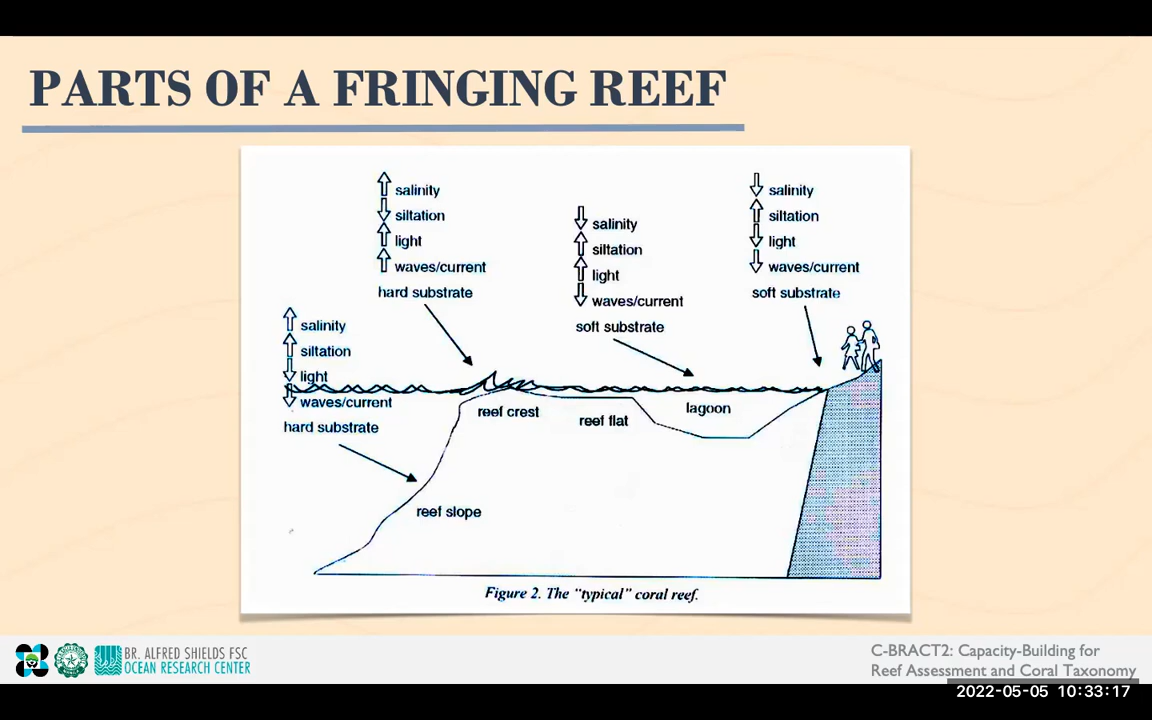 PARTS OF A FRINGING REEF
salinity
siltation
light
waves/current
hard substrate
salinity
siltation
light
waves/current
soft substrate
salinity
siltation
light
waves/current
soft substrate
salinity
siltation
light
waves/current
hard substrate
reef crest
reef flat
lagoon
reef slope
Figure 2. The "typical" coral reef.
BR. ALFRED SHIELDS FSC
OCEAN RESEARCH CENTER
C-BRACT2: Capacity-Building for
Reef Assessment and Coral Taxonomy
2022-05-05 10:33:17